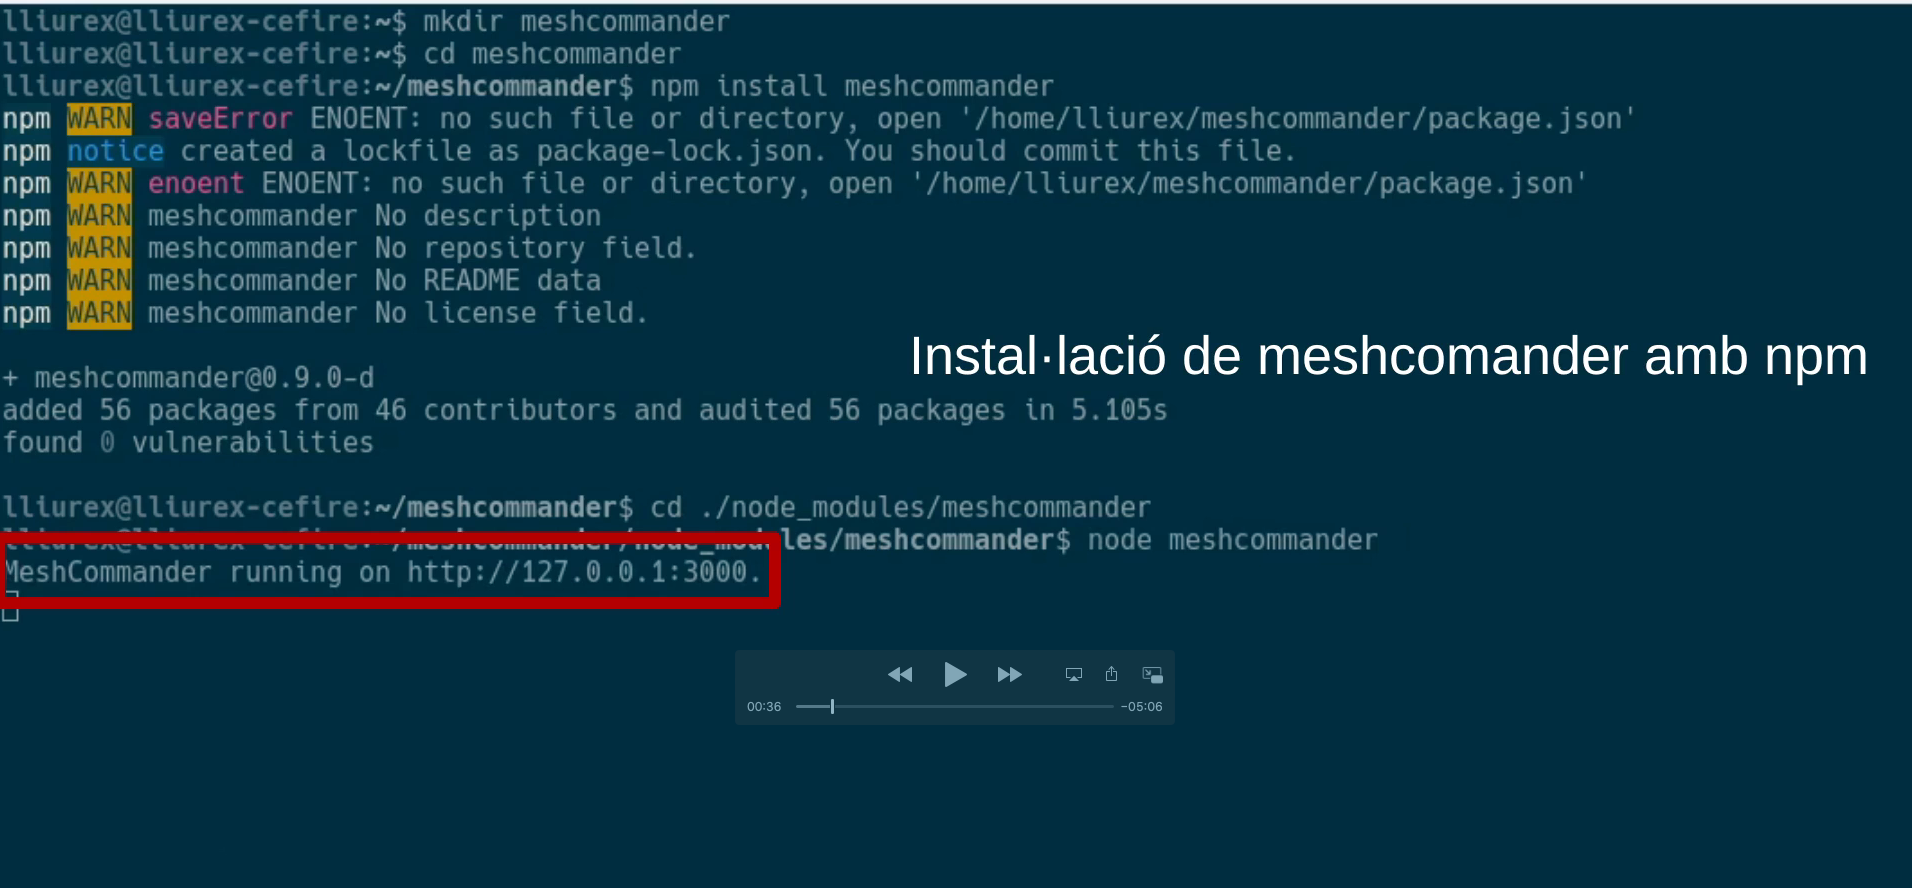 lliurex@lliurex-cefire:~$ mkdir meshcommander
lliurex@lliurex-cefire:~$ cd meshcommander
lliurex@lliurex-cefire:~/meshcommander$ npm install meshcommander
npm WARN saveError ENOENT: no such file or directory, open '/home/lliurex/meshcommander/package.json'
npm notice created a lockfile as package-lock.json. You should commit this file.
npm WARN enoent ENOENT: no such file or directory, open '/home/lliurex/meshcommander/package.json'
npm WARN meshcommander No description
npm WARN meshcommander No repository field.
npm WARN meshcommander No README data
npm WARN meshcommander No license field.
Instal·lació de meshcomander amb npm
+ meshcommander@0.9.0-d
added 56 packages from 46 contributors and audited 56 packages in 5.105s
found 0 vulnerabilities
lliurex@lliurex-cefire:~/meshcommander$ cd ./node_modules/meshcommander
lliurex@lliurex-cefire:~/meshcommander/node_modules/meshcommander$ node meshcommander
MeshCommander running on http://127.0.0.1:3000.
00:36
−05:06